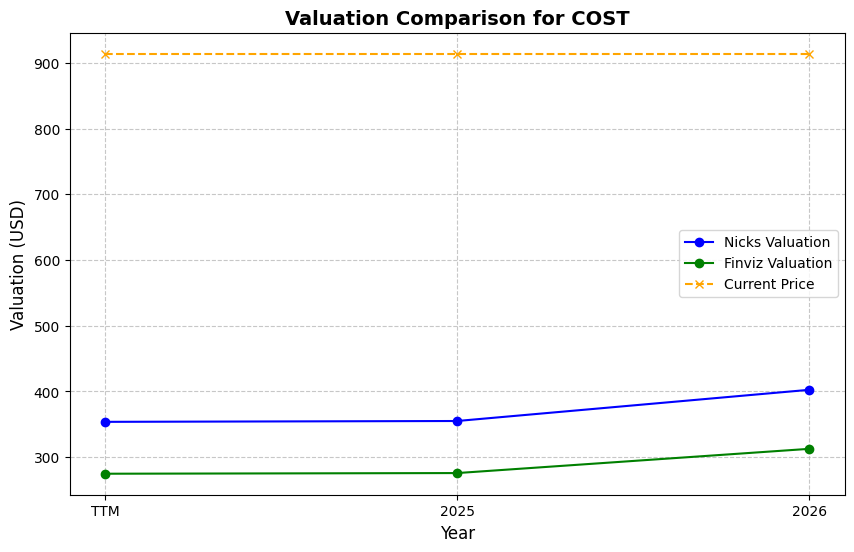 Valuation Comparison for COST
Valuation (USD)
900
800
700
600
500
400
300
Nicks Valuation
Finviz Valuation
Current Price
TTM
2025
2026
Year